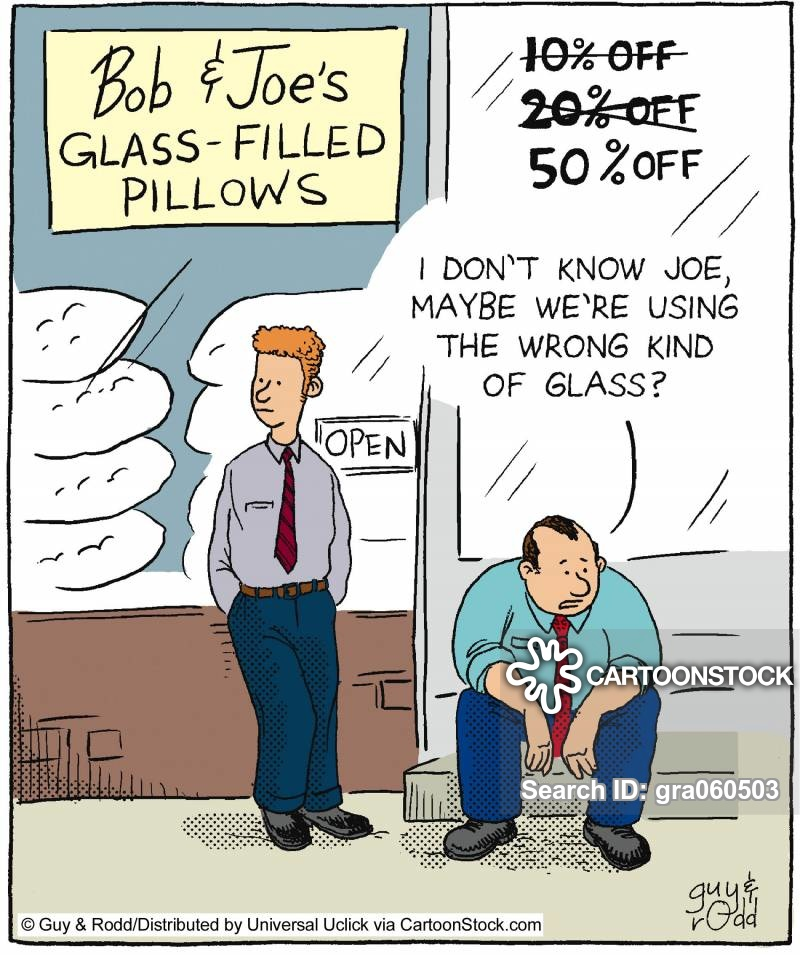 Bob & Joe's
GLASS-FILLED
PILLOWS
10% OFF
20% OFF
50% OFF
I DON'T KNOW JOE,
MAYBE WE'RE USING
THE WRONG KIND
OF GLASS?
OPEN
CARTOONSTOCK
Search ID: gra060503
guy &
rodd
© Guy & Rodd/Distributed by Universal Uclick via CartoonStock.com